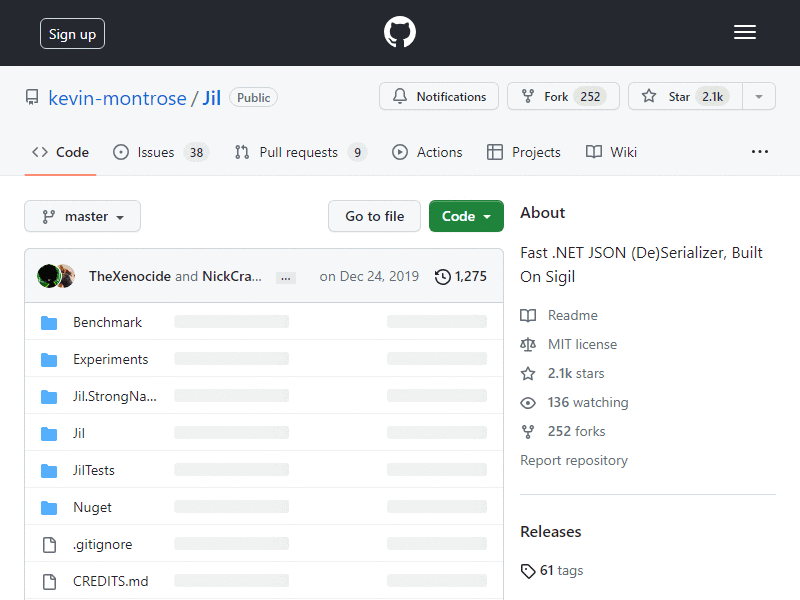 Sign up
kevin-montrose / Jil Public
Notifications Fork 252 Star 2.1k
Code Issues 38 Pull requests 9 Actions Projects Wiki ...
master Go to file Code
TheXenocide and NickCra... ... on Dec 24, 2019 1,275
Benchmark
Experiments
Jil.StrongNa...
Jil
JilTests
Nuget
.gitignore
CREDITS.md
About
Fast .NET JSON (De)Serializer, Built
On Sigil
Readme
MIT license
2.1k stars
136 watching
252 forks
Report repository
Releases
61 tags